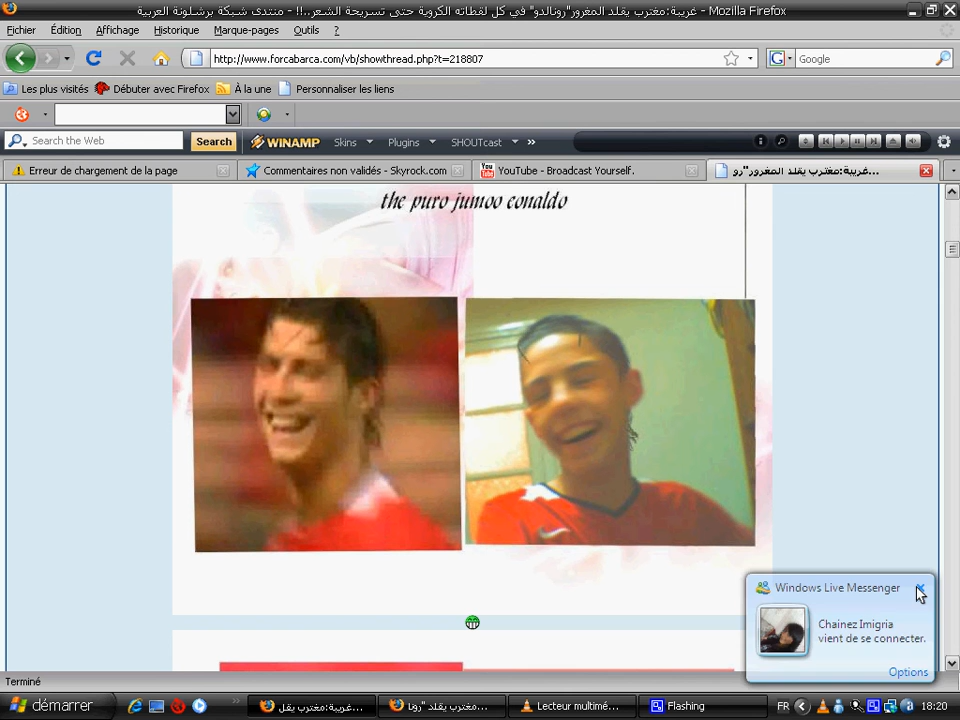 غريبة:مغترب يقلد المغرور"رونالدو" في كل لقطاته الكروية حتى تسريحة الشعر..!! - منتدى شبكة برشلونة العربية - Mozilla Firefox
Fichier Édition Affichage Historique Marque-pages Outils ?
http://www.forcabarca.com/vb/showthread.php?t=218807
Google
Les plus visités Débuter avec Firefox À la une Personnaliser les liens
Search the Web Search WINAMP Skins Plugins SHOUTcast »
Erreur de chargement de la page
Commentaires non validés - Skyrock.com
YouTube - Broadcast Yourself.
غريبة:مغترب يقلد المغرور"رو...
the puro jumoo conaldo
Windows Live Messenger
Chainez Imigria
vient de se connecter.
Options
Terminé
démarrer
غريبة:مغترب يقل...
مغترب يقلد "رونا...
Lecteur multimé...
Flashing
FR
18:20